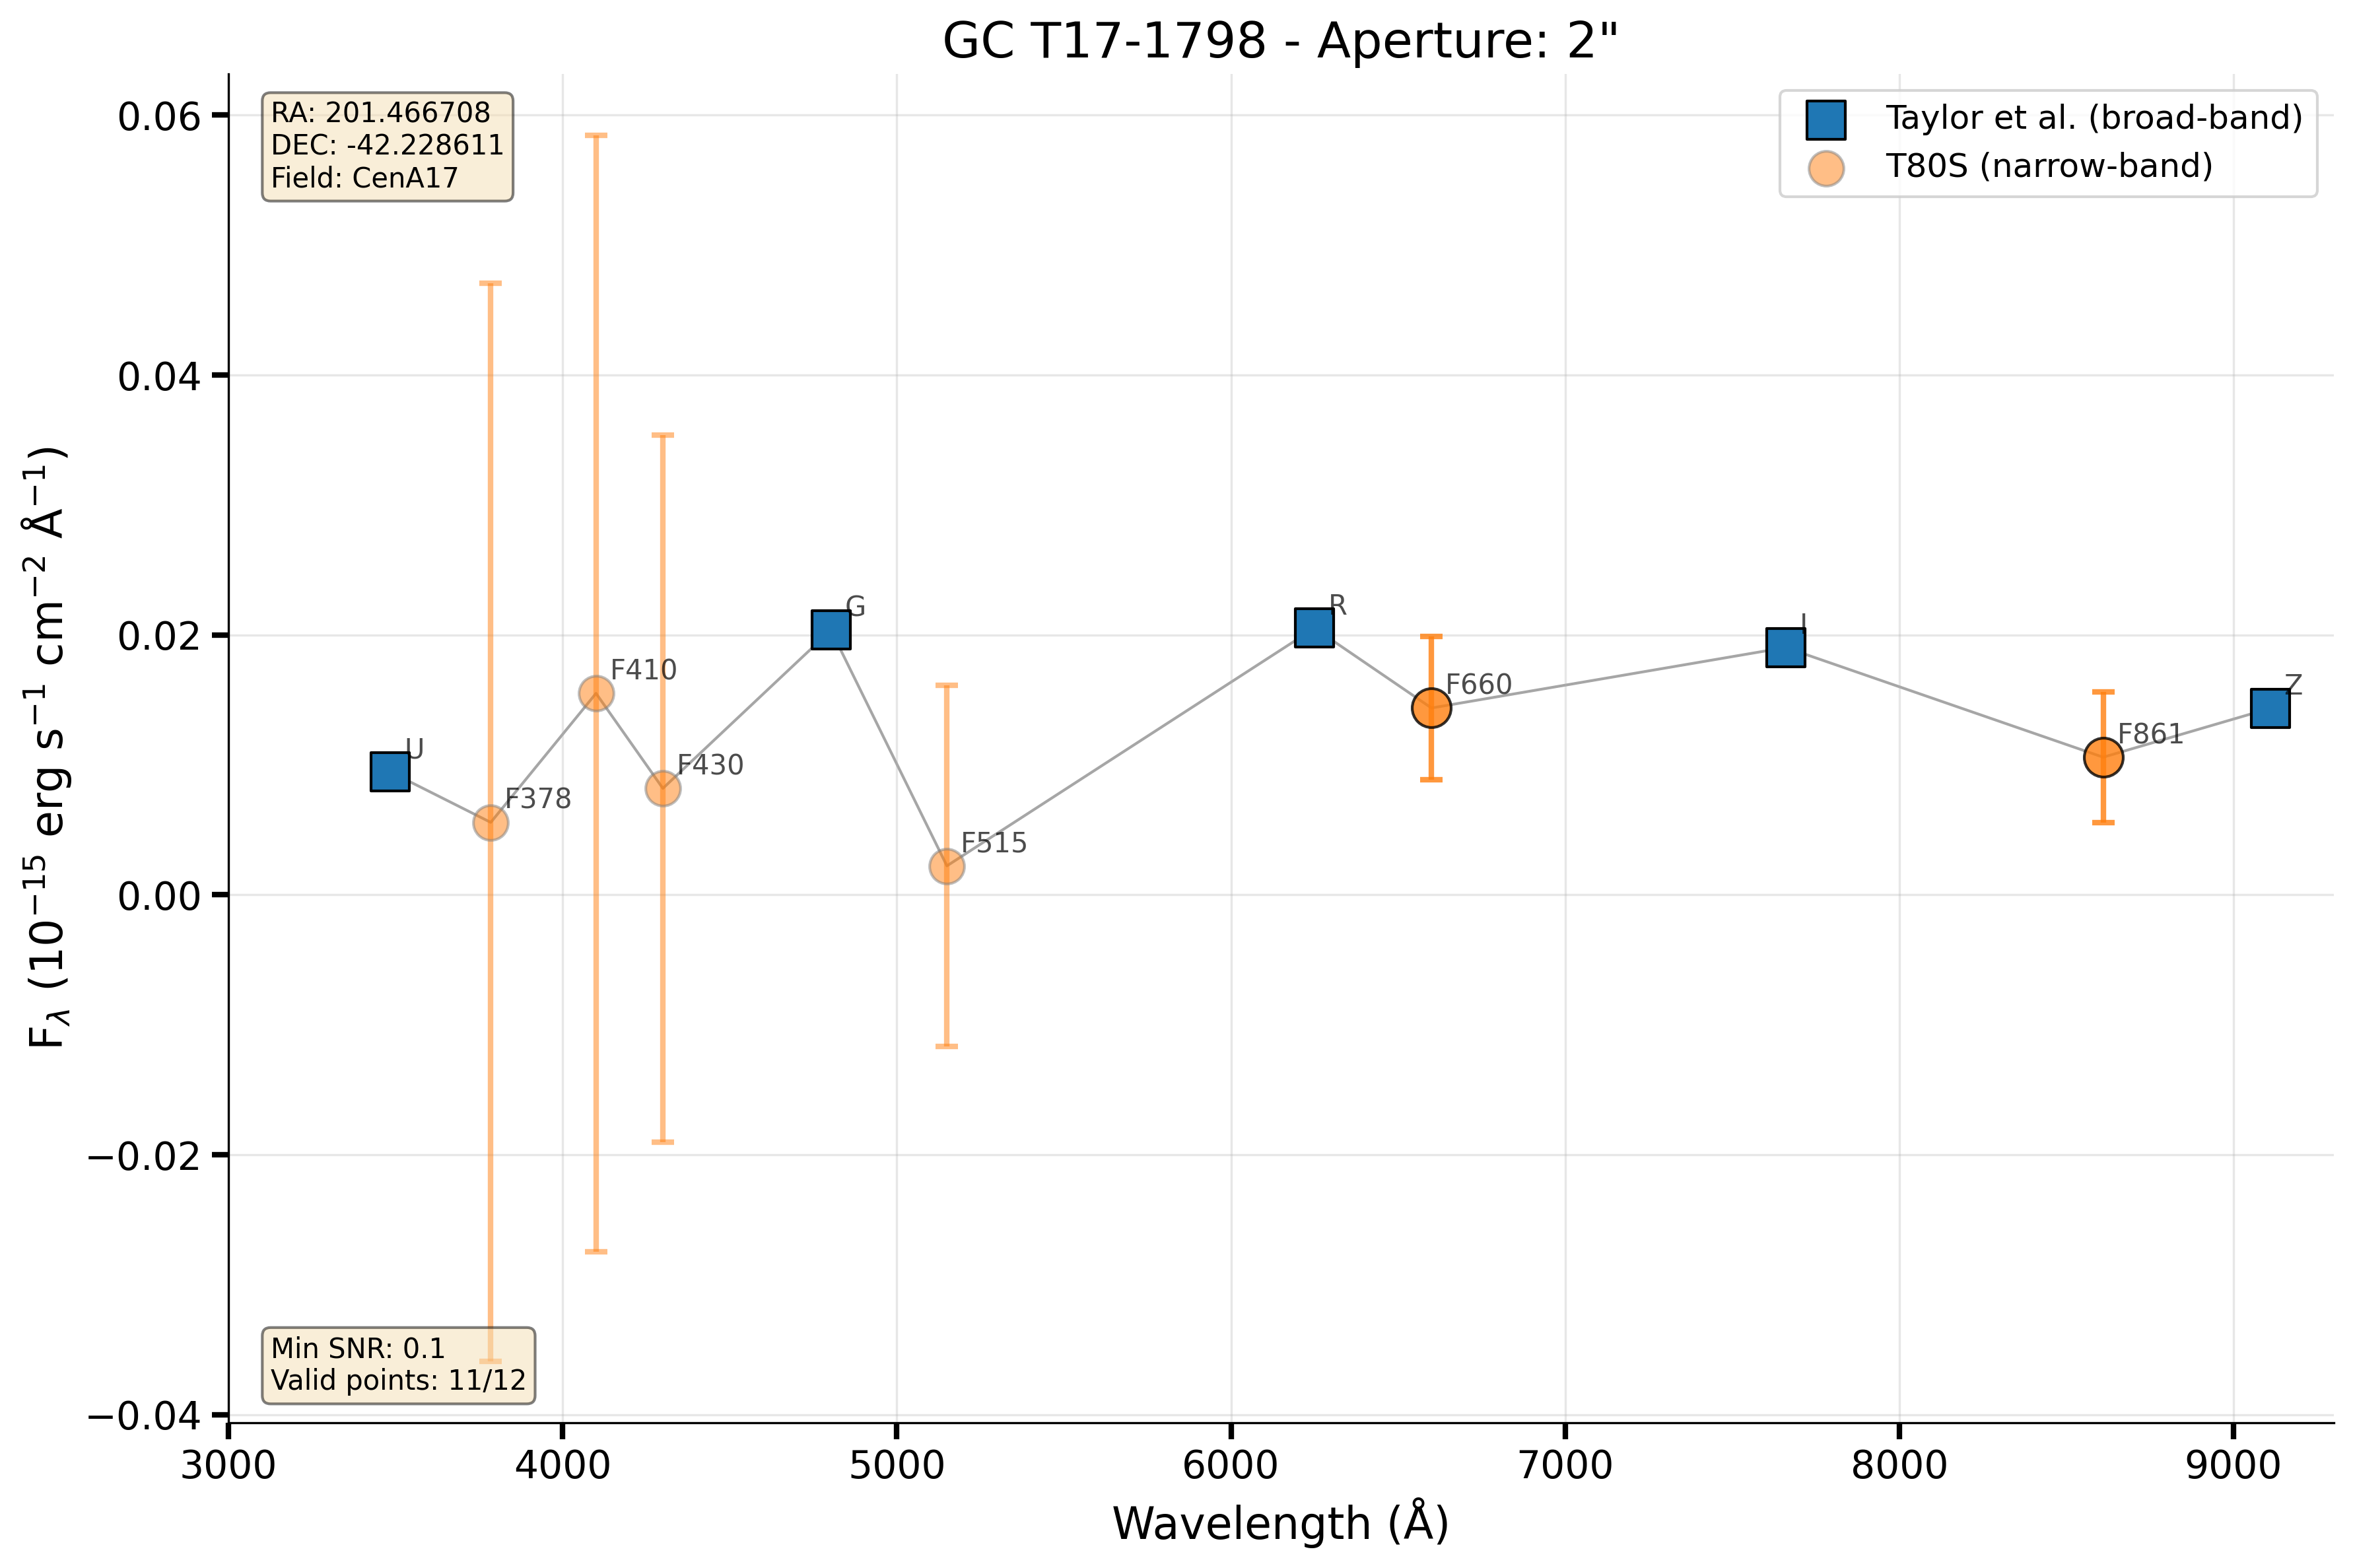 GC T17-1798 - Aperture: 2"
RA: 201.466708
DEC: -42.228611
Field: CenA17
Taylor et al. (broad-band)
T80S (narrow-band)
0.06
0.04
0.02
0.00
−0.02
−0.04
F_λ (10⁻¹⁵ erg s⁻¹ cm⁻² Å⁻¹)
U
F378
F410
F430
G
F515
R
F660
I
F861
Z
Min SNR: 0.1
Valid points: 11/12
3000
4000
5000
6000
7000
8000
9000
Wavelength (Å)